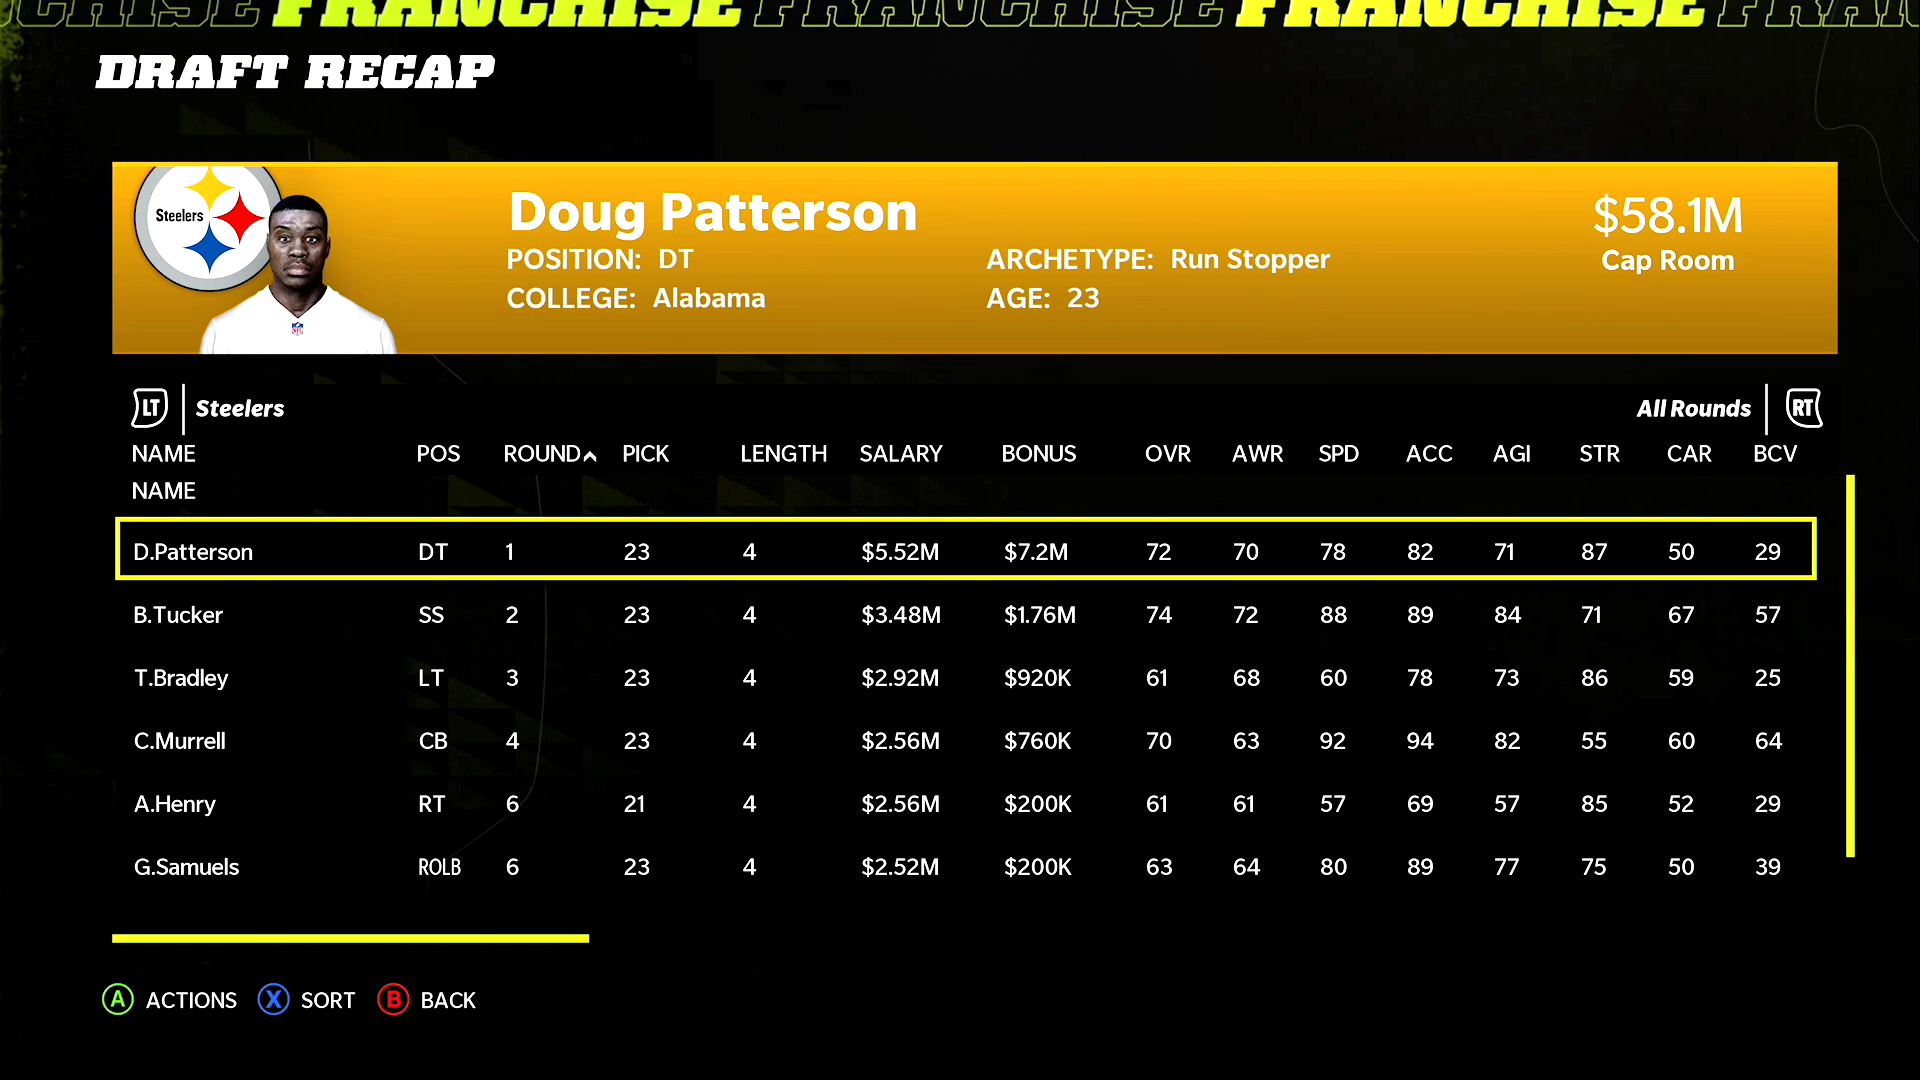 CHISE FRANCHISE FRANCHISE FRANCHISE FRAN
DRAFT RECAP
Steelers
NFL
Doug Patterson
POSITION: DT
COLLEGE: Alabama
ARCHETYPE: Run Stopper
AGE: 23
$58.1M
Cap Room
LT Steelers All Rounds RT
NAME POS ROUND PICK LENGTH SALARY BONUS OVR AWR SPD ACC AGI STR CAR BCV
NAME
D.Patterson DT 1 23 4 $5.52M $7.2M 72 70 78 82 71 87 50 29
B.Tucker SS 2 23 4 $3.48M $1.76M 74 72 88 89 84 71 67 57
T.Bradley LT 3 23 4 $2.92M $920K 61 68 60 78 73 86 59 25
C.Murrell CB 4 23 4 $2.56M $760K 70 63 92 94 82 55 60 64
A.Henry RT 6 21 4 $2.56M $200K 61 61 57 69 57 85 52 29
G.Samuels ROLB 6 23 4 $2.52M $200K 63 64 80 89 77 75 50 39
A ACTIONS X SORT B BACK